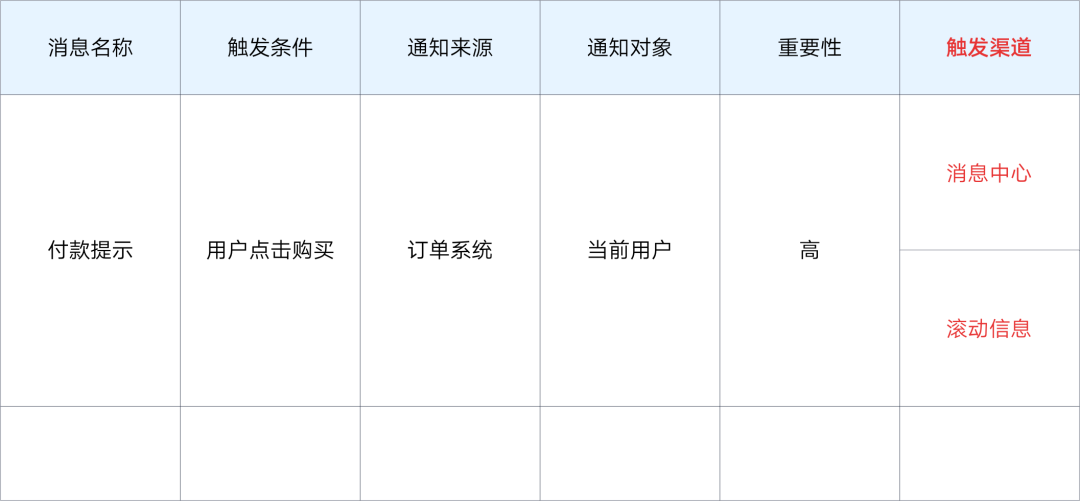 消息名称 触发条件 通知来源 通知对象 重要性 触发渠道
消息中心
付款提示 用户点击购买 订单系统 当前用户 高
滚动信息